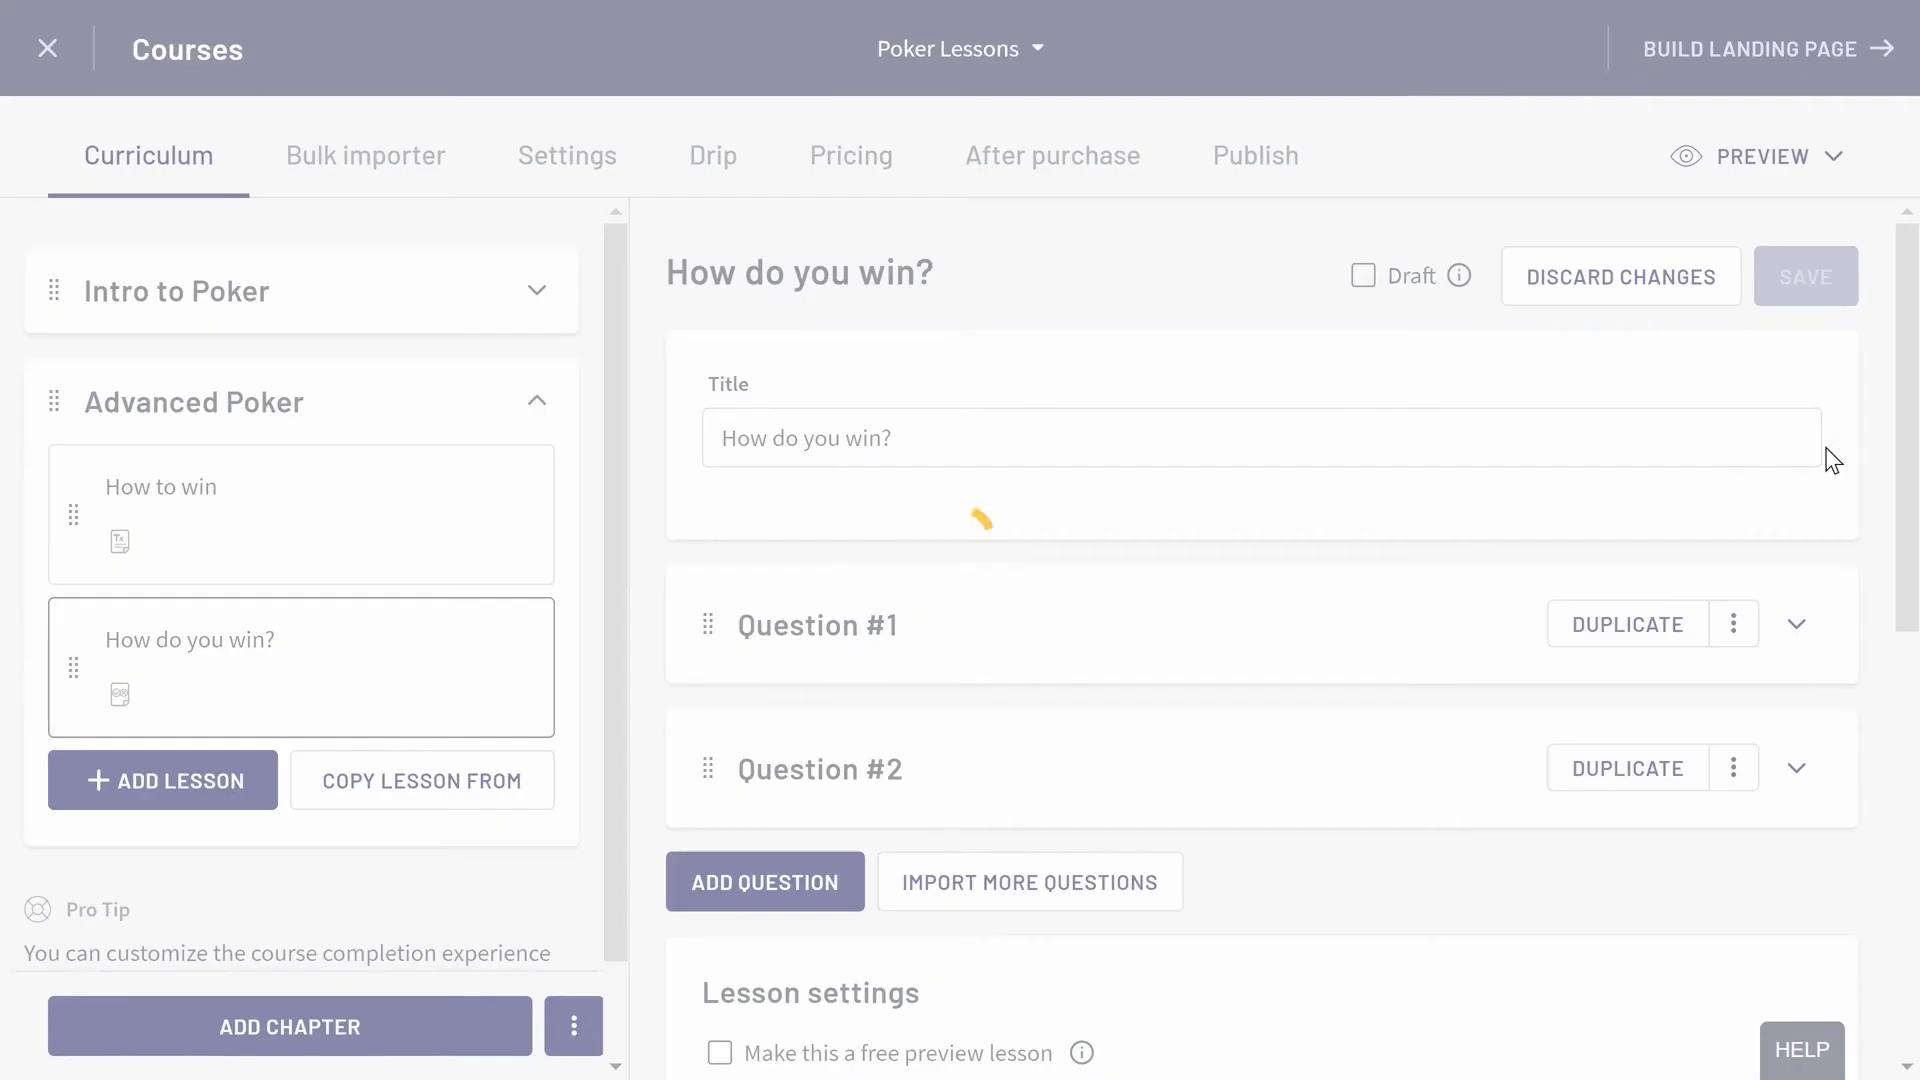 Courses
Poker Lessons
BUILD LANDING PAGE
Curriculum
Bulk importer
Settings
Drip
Pricing
After purchase
Publish
PREVIEW
Intro to Poker
Advanced Poker
How to win
Tx
How do you win?
+ ADD LESSON
COPY LESSON FROM
Pro Tip
You can customize the course completion experience
ADD CHAPTER
How do you win?
Draft
DISCARD CHANGES
SAVE
Title
How do you win?
Question #1
DUPLICATE
Question #2
DUPLICATE
ADD QUESTION
IMPORT MORE QUESTIONS
Lesson settings
Make this a free preview lesson
HELP